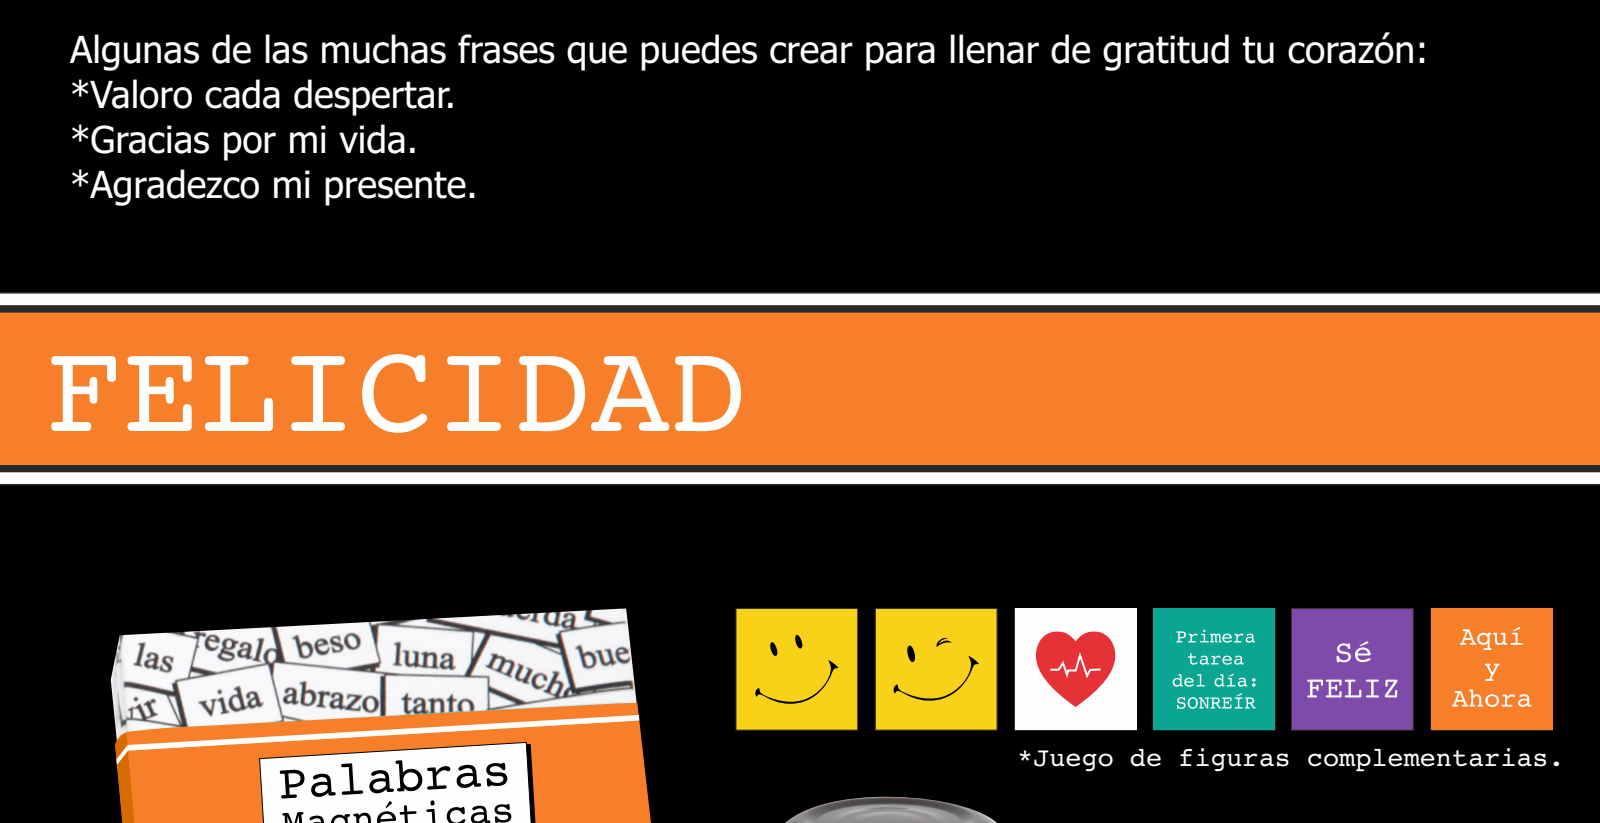 Algunas de las muchas frases que puedes crear para llenar de gratitud tu corazón:
*Valoro cada despertar.
*Gracias por mi vida.
*Agradezco mi presente.
FELICIDAD
las
beso
luna
vida
abrazo
tanto
Palabras
Magnéticas
Primera
tarea
del día:
SONREÍR
Sé
FELIZ
Aquí
y
Ahora
*Juego de figuras complementarias.